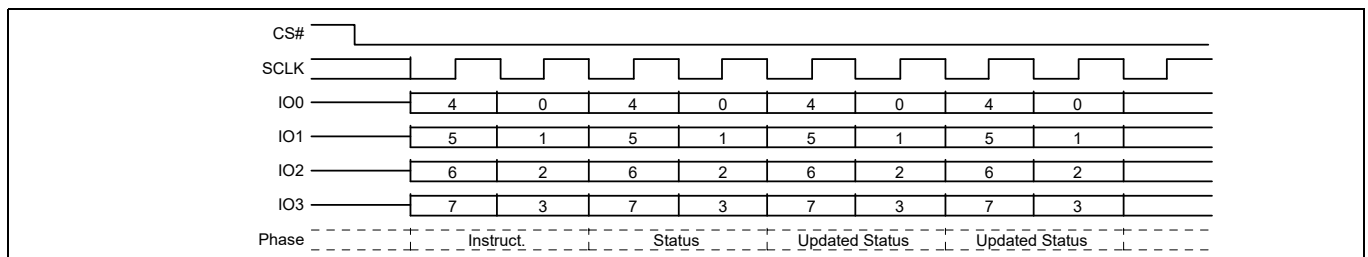 CS#
SCLK
IO0 4 0 4 0 4 0 4 0
IO1 5 1 5 1 5 1 5 1
IO2 6 2 6 2 6 2 6 2
IO3 7 3 7 3 7 3 7 3
Phase Instruct. Status Updated Status Updated Status